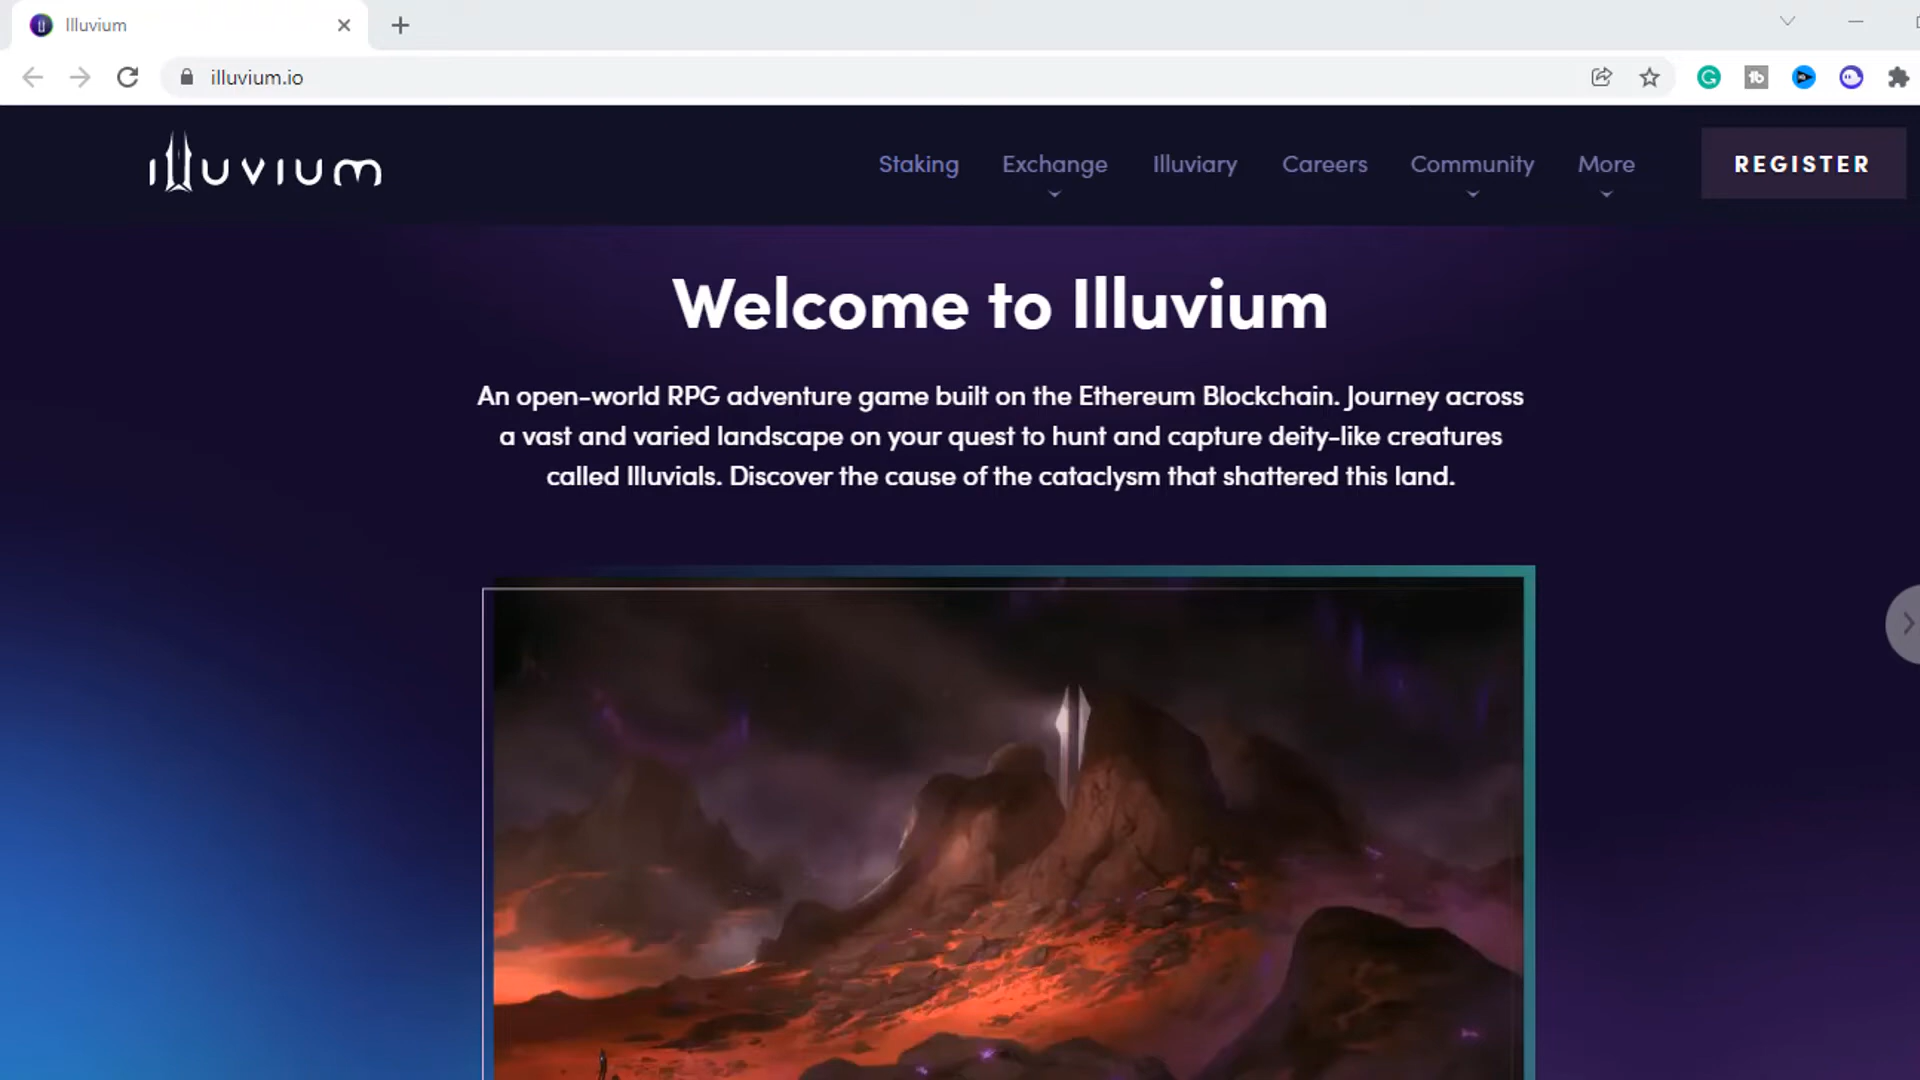 Illuvium
illuvium.io
illuvium
Staking
Exchange
Illuviary
Careers
Community
More
REGISTER
Welcome to Illuvium
An open-world RPG adventure game built on the Ethereum Blockchain. Journey across
a vast and varied landscape on your quest to hunt and capture deity-like creatures
called Illuvials. Discover the cause of the cataclysm that shattered this land.